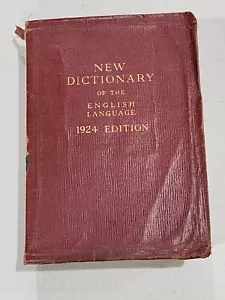 NEW
DICTIONARY
OF THE
ENGLISH
LANGUAGE
1924 EDITION